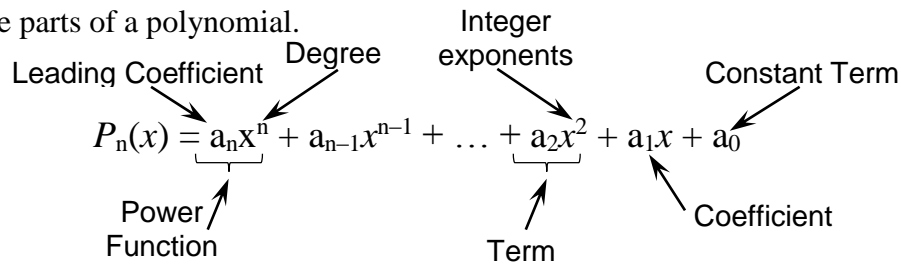 e parts of a polynomial.
Integer
exponents
Degree
Leading Coefficient
Constant Term
Pₙ(x) = aₙxⁿ + aₙ₋₁xⁿ⁻¹ + … + a₂x² + a₁x + a₀
Power
Function
Term
Coefficient